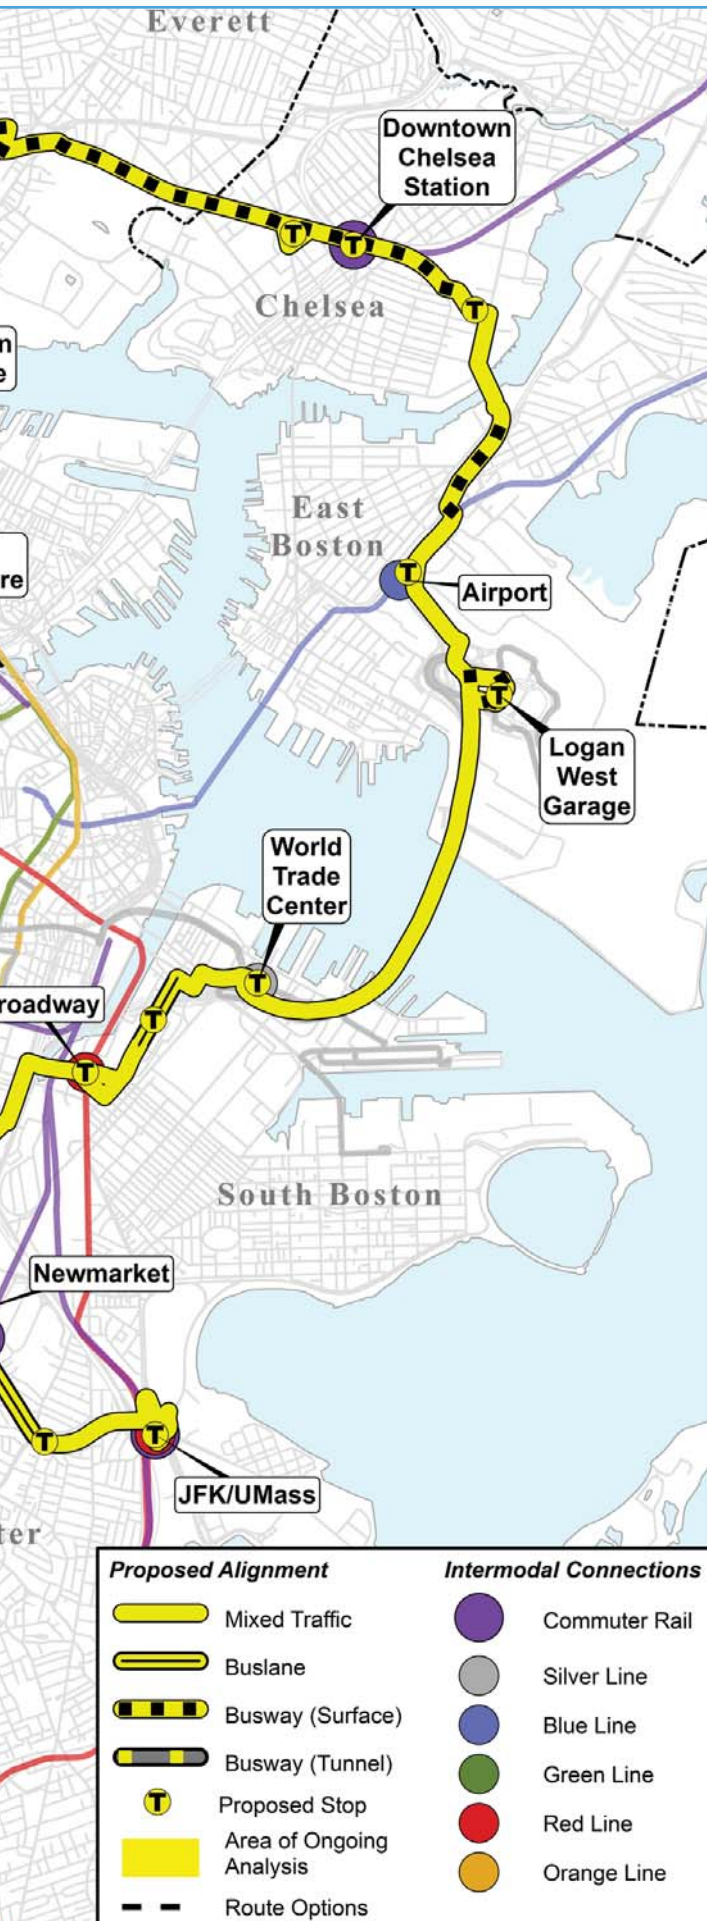 Everett
Downtown
Chelsea
Station
T
T
Chelsea
T
East
Boston
T
Airport
T
Logan
West
Garage
World
Trade
Center
T
roadway
T
T
South Boston
Newmarket
T
T
JFK/UMass
ter
re
Proposed Alignment
Mixed Traffic
Buslane
Busway (Surface)
Busway (Tunnel)
T Proposed Stop
Area of Ongoing
Analysis
Route Options
Intermodal Connections
Commuter Rail
Silver Line
Blue Line
Green Line
Red Line
Orange Line